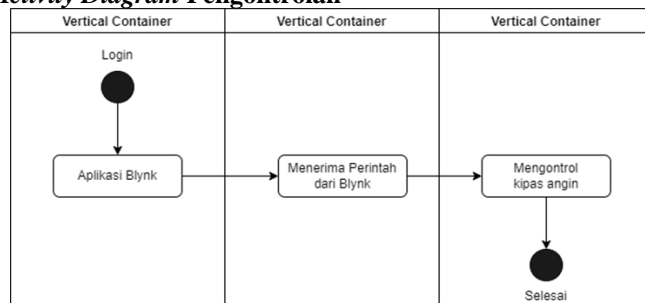 Activity Diagram Pengontrolan
Vertical Container
Vertical Container
Vertical Container
Login
Aplikasi Blynk
Menerima Perintah
dari Blynk
Mengontrol
kipas angin
Selesai